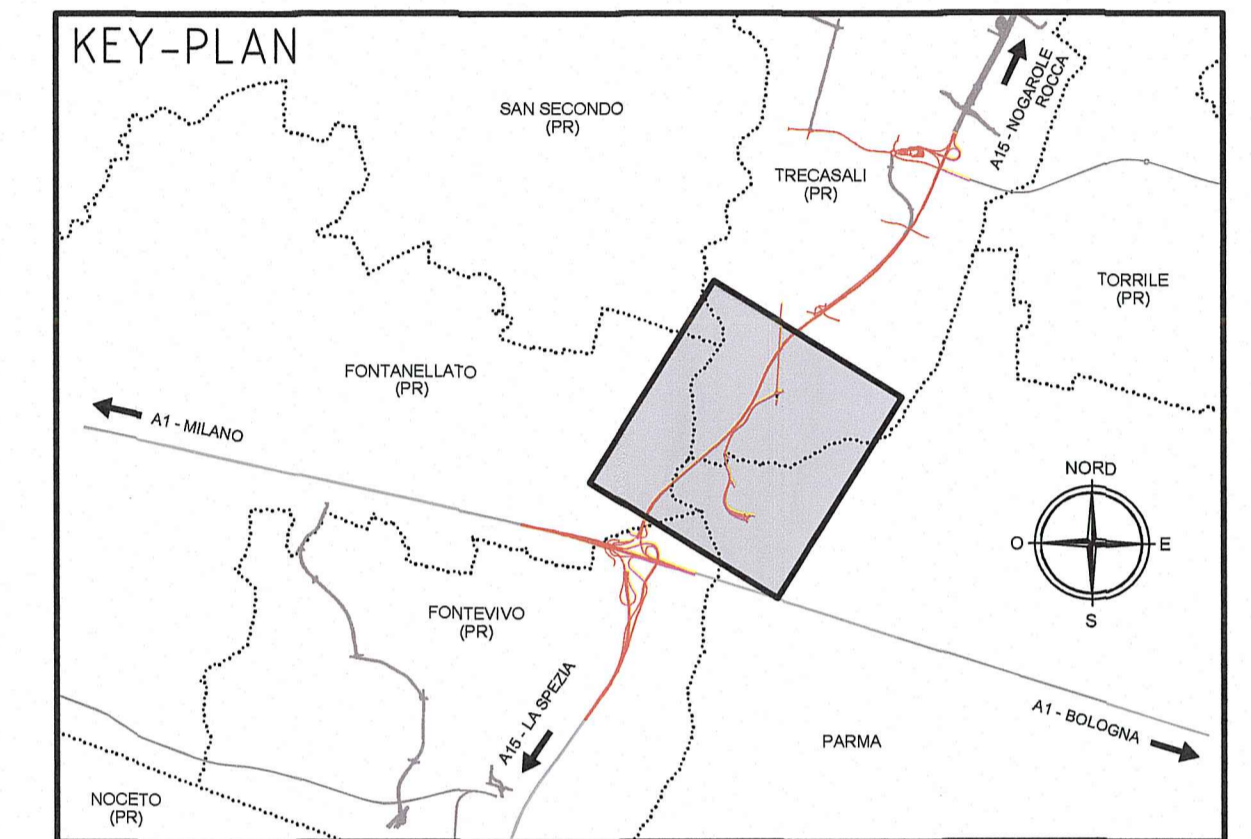 KEY-PLAN
SAN SECONDO
(PR)
A15 - NOGAROLE
ROCCA
TRECASALI
(PR)
TORRILE
(PR)
FONTANELLATO
(PR)
A1 - MILANO
NORD
O
E
S
FONTEVIVO
(PR)
A15 - LA SPEZIA
A1 - BOLOGNA
PARMA
NOCETO
(PR)